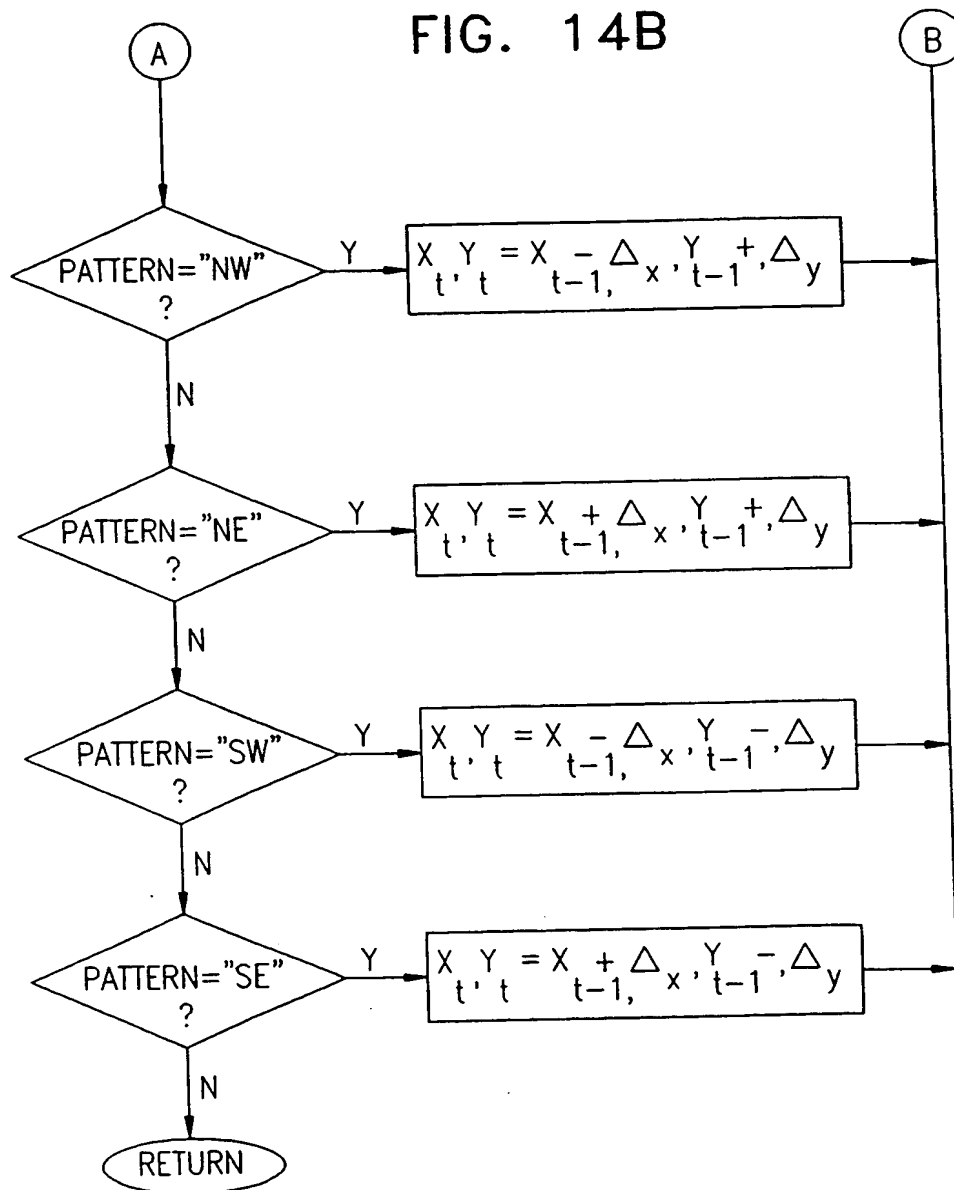 FIG. 14B
A
B
PATTERN="NW"
?
Y
X t, Y t = X t-1, - Δ x , Y t-1 +, Δ y
N
PATTERN="NE"
?
Y
X t, Y t = X t-1, + Δ x , Y t-1 +, Δ y
N
PATTERN="SW"
?
Y
X t, Y t = X t-1, - Δ x , Y t-1 -, Δ y
N
PATTERN="SE"
?
Y
X t, Y t = X t-1, + Δ x , Y t-1 -, Δ y
N
RETURN